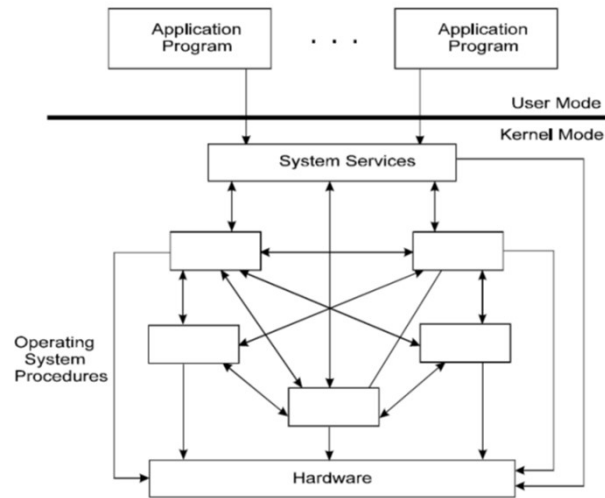 Application
Program
. . .
Application
Program
User Mode
Kernel Mode
System Services
Operating
System
Procedures
Hardware